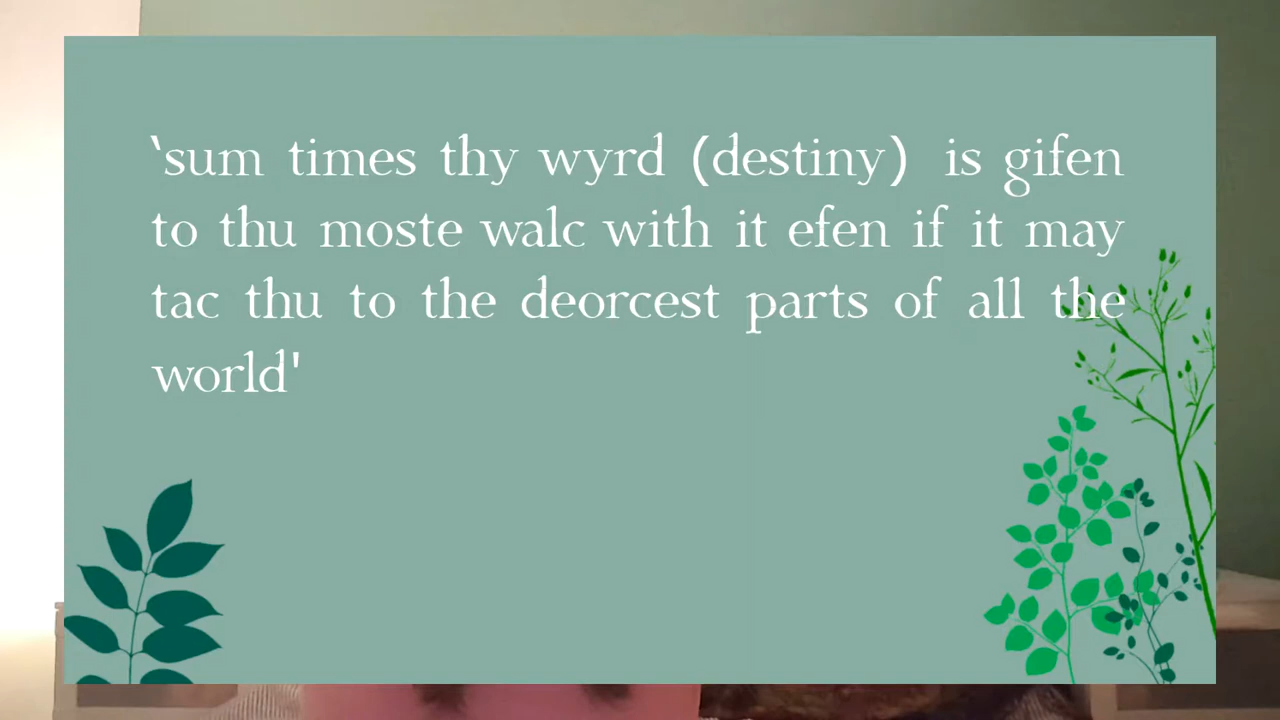 ‵sum times thy wyrd (destiny) is gifen
to thu moste walc with it efen if it may
tac thu to the deorcest parts of all the
world'